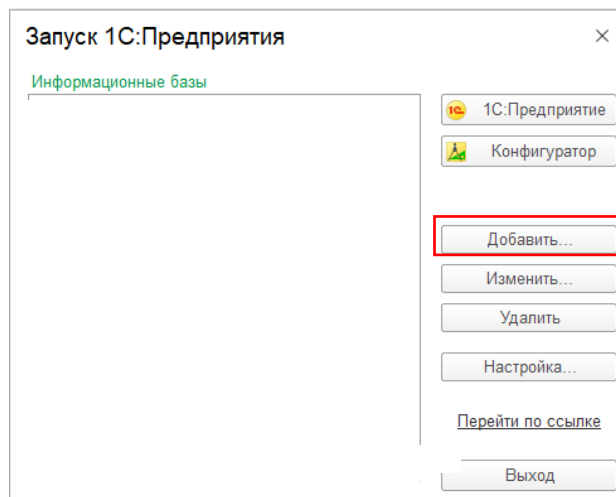 Запуск 1С:Предприятия
Информационные базы
1С:Предприятие
Конфигуратор
Добавить...
Изменить...
Удалить
Настройка...
Перейти по ссылке
Выход